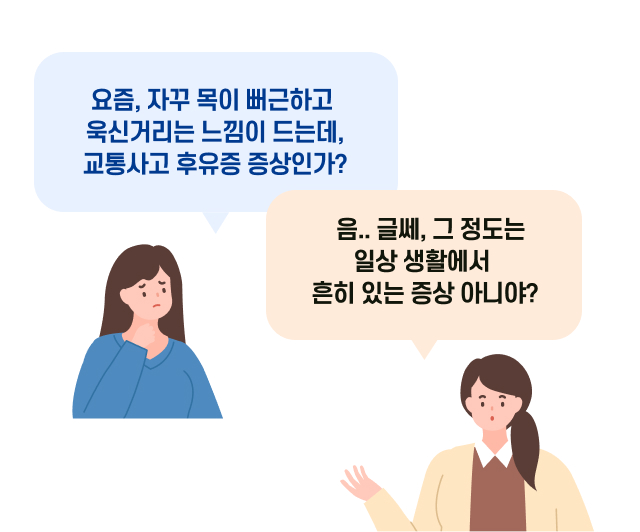 요즘, 자꾸 목이 뻐근하고
욱신거리는 느낌이 드는데,
교통사고 후유증 증상인가?
음.. 글쎄, 그 정도는
일상 생활에서
흔히 있는 증상 아니야?